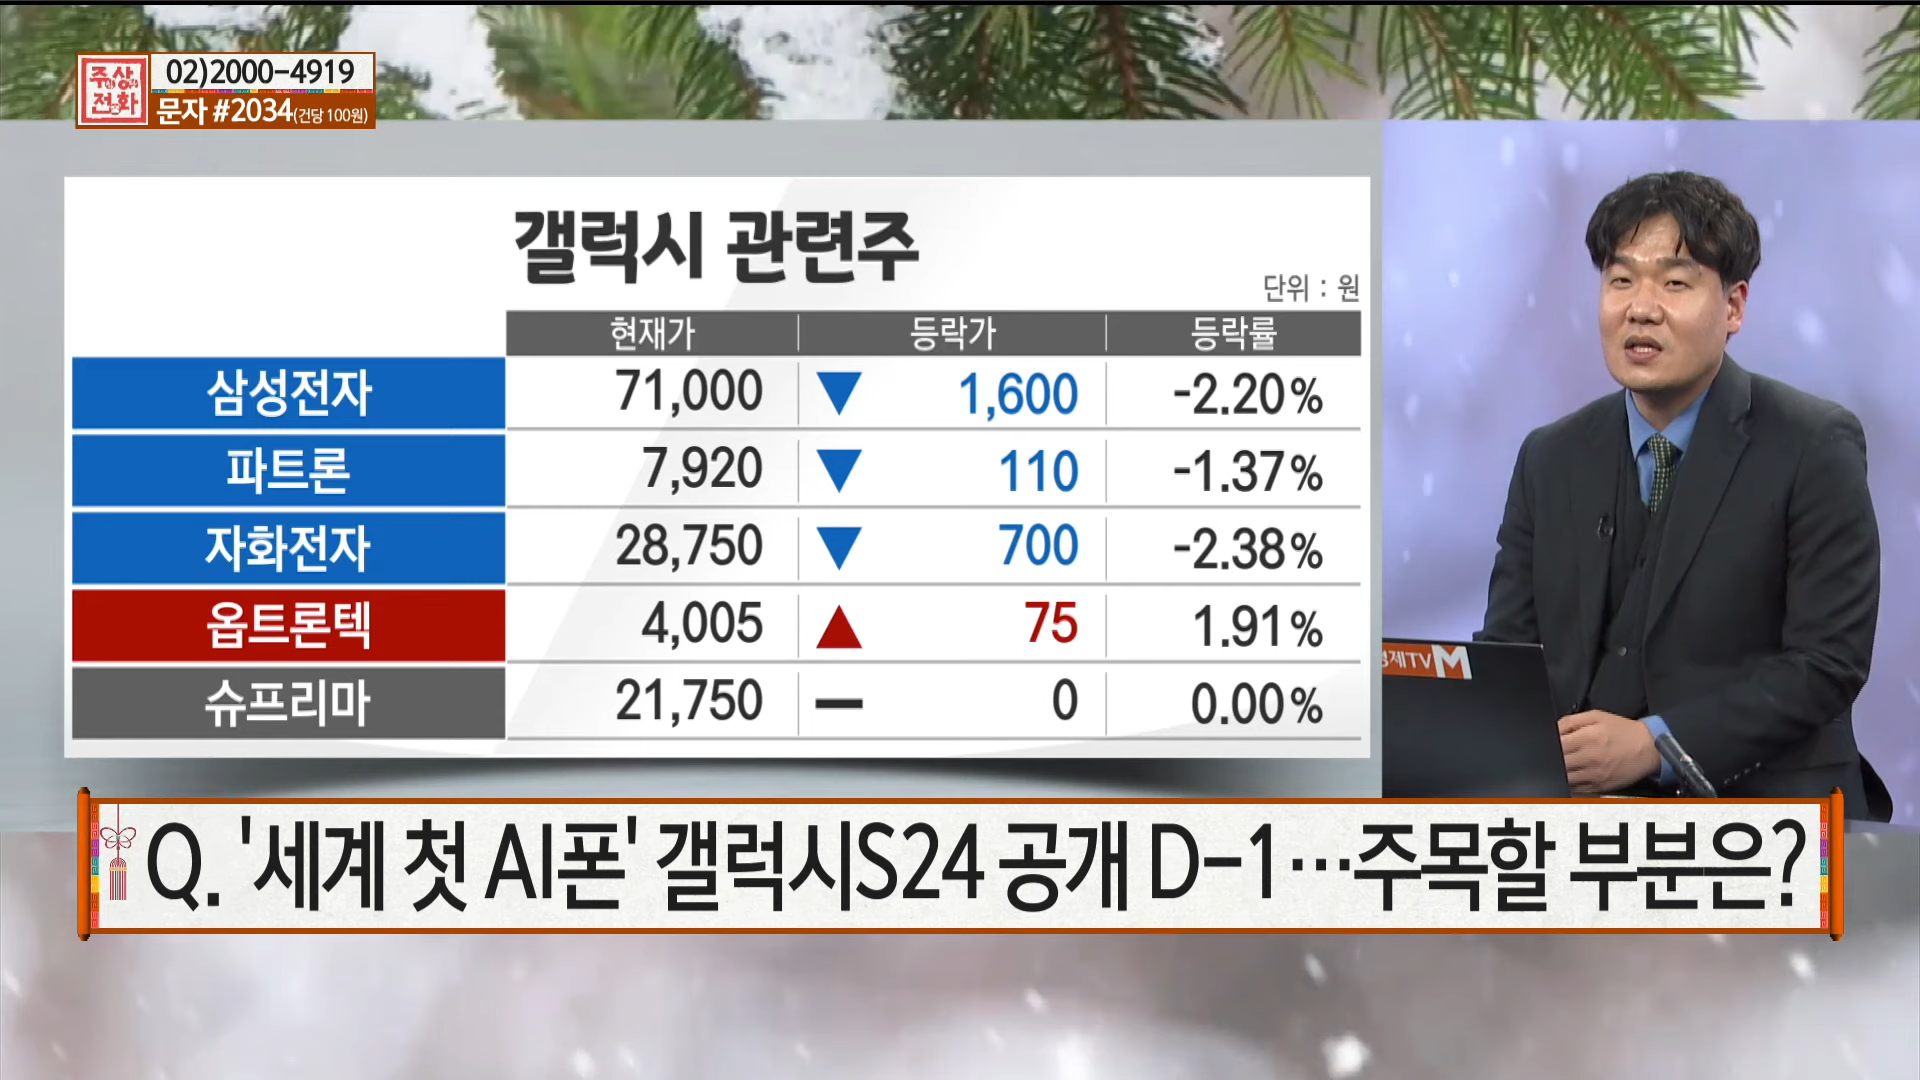 주상
전화
02)2000-4919
문자 #2034(건당 100원)
갤럭시 관련주
단위 : 원
현재가 등락가 등락률
삼성전자 71,000 ▼ 1,600 -2.20%
파트론 7,920 ▼ 110 -1.37%
자화전자 28,750 ▼ 700 -2.38%
옵트론텍 4,005 ▲ 75 1.91%
슈프리마 21,750 — 0 0.00%
경제TV M
Q. '세계 첫 AI폰' 갤럭시S24 공개 D-1…주목할 부분은?